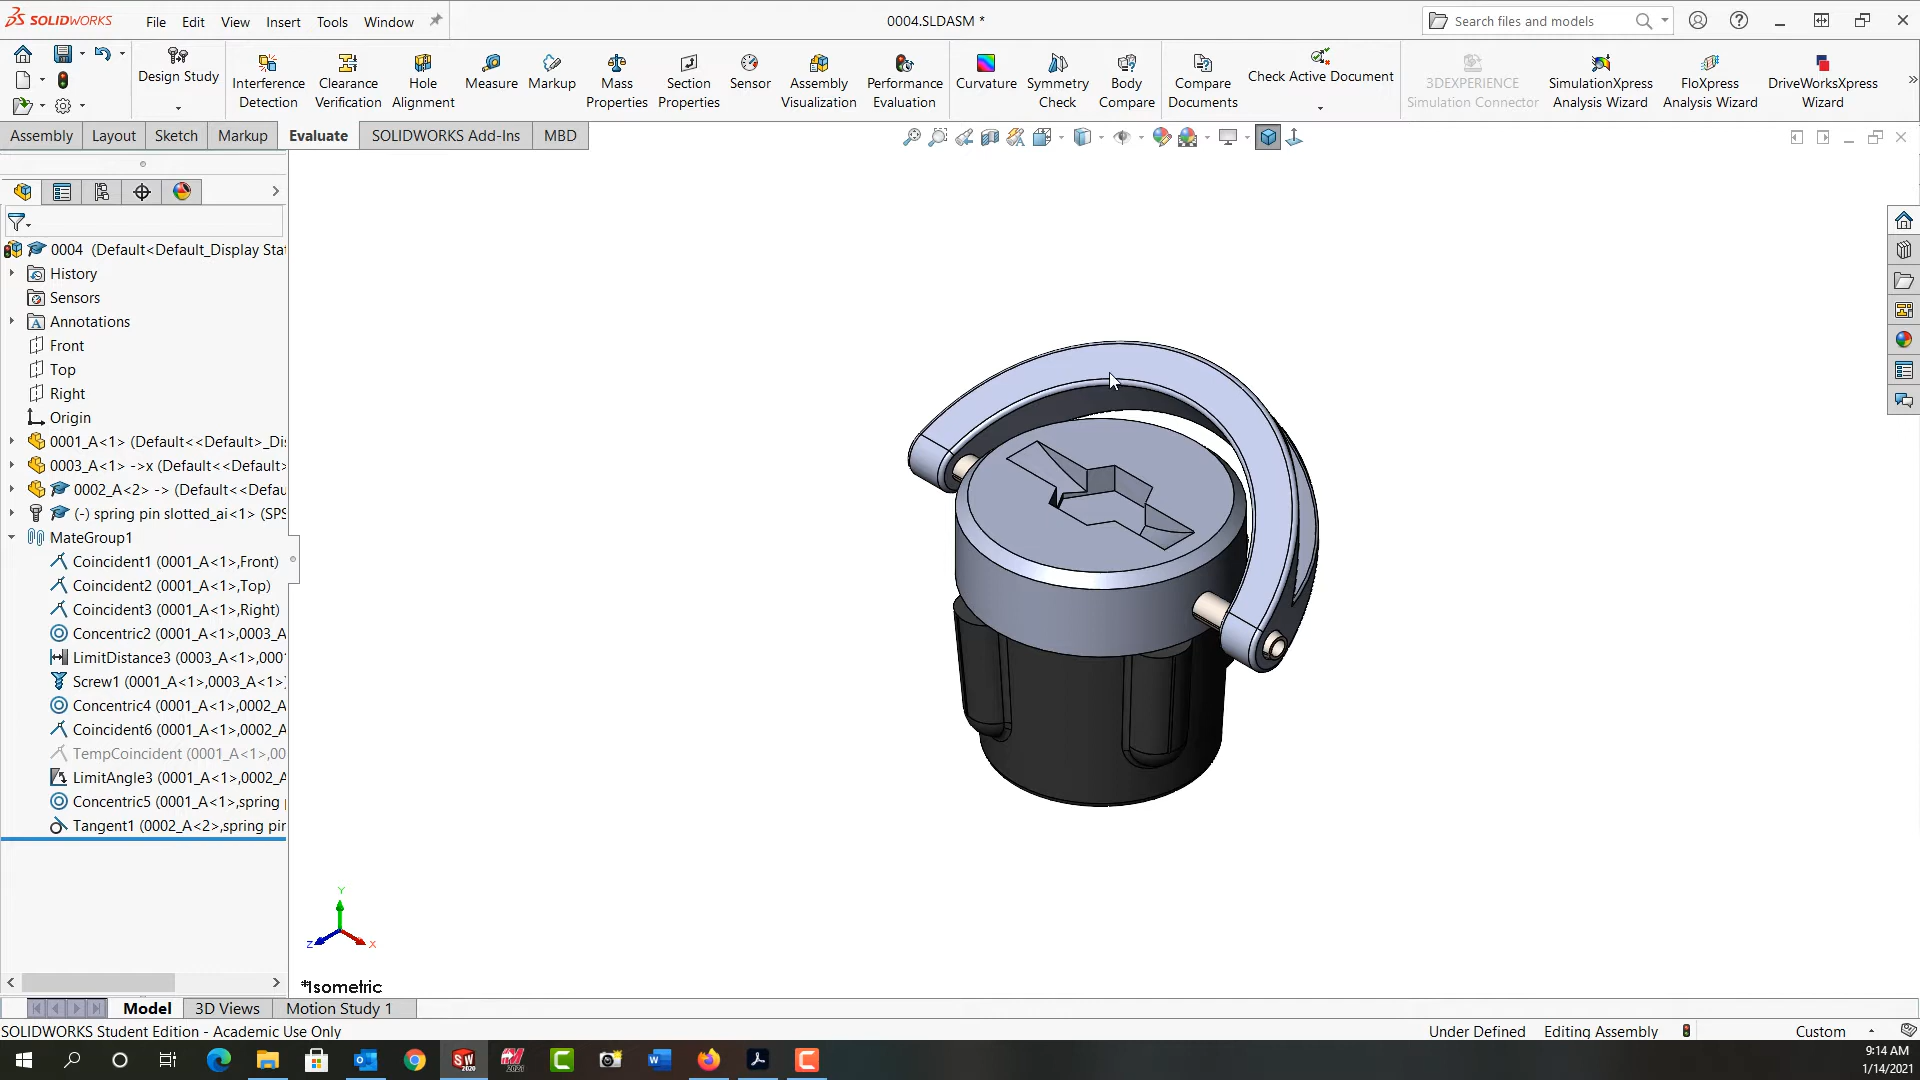 SOLIDWORKS
File Edit View Insert Tools Window
0004.SLDASM *
Search files and models
Design Study
Interference Detection
Clearance Verification
Hole Alignment
Measure
Markup
Mass Properties
Section Properties
Sensor
Assembly Visualization
Performance Evaluation
Curvature
Symmetry Check
Body Compare
Compare Documents
Check Active Document
3DEXPERIENCE Simulation Connector
SimulationXpress Analysis Wizard
FloXpress Analysis Wizard
DriveWorksXpress Wizard
Assembly Layout Sketch Markup Evaluate SOLIDWORKS Add-Ins MBD
0004 (Default<Default_Display Stat
History
Sensors
Annotations
Front
Top
Right
Origin
0001_A<1> (Default<<Default>_Di
0003_A<1> ->x (Default<<Default>
0002_A<2> -> (Default<<Defau
(-) spring pin slotted_ai<1> (SPS
MateGroup1
Coincident1 (0001_A<1>,Front)
Coincident2 (0001_A<1>,Top)
Coincident3 (0001_A<1>,Right)
Concentric2 (0001_A<1>,0003_A
LimitDistance3 (0003_A<1>,000
Screw1 (0001_A<1>,0003_A<1>)
Concentric4 (0001_A<1>,0002_A
Coincident6 (0001_A<1>,0002_A
TempCoincident (0001_A<1>,00
LimitAngle3 (0001_A<1>,0002_A
Concentric5 (0001_A<1>,spring
Tangent1 (0002_A<2>,spring pin
Y
Z X
*Isometric
Model 3D Views Motion Study 1
SOLIDWORKS Student Edition - Academic Use Only
Under Defined Editing Assembly Custom
9:14 AM
1/14/2021